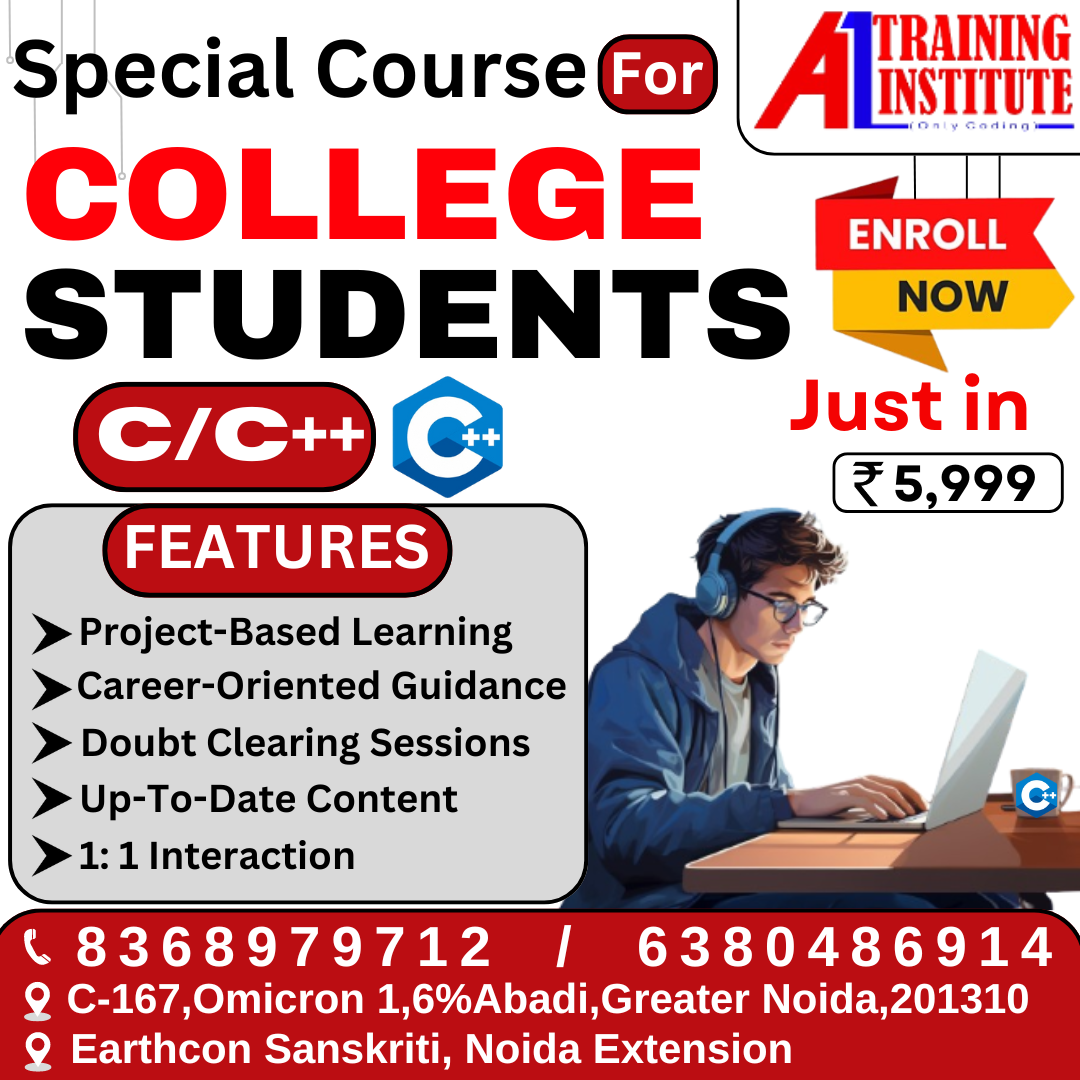 Special Course For
A1 TRAINING
INSTITUTE
(Only Coding)
COLLEGE
STUDENTS
ENROLL
NOW
C/C++
C++
Just in
₹ 5,999
FEATURES
Project-Based Learning
Career-Oriented Guidance
Doubt Clearing Sessions
Up-To-Date Content
1: 1 Interaction
C++
8368979712 / 6380486914
C-167,Omicron 1,6%Abadi,Greater Noida,201310
Earthcon Sanskriti, Noida Extension